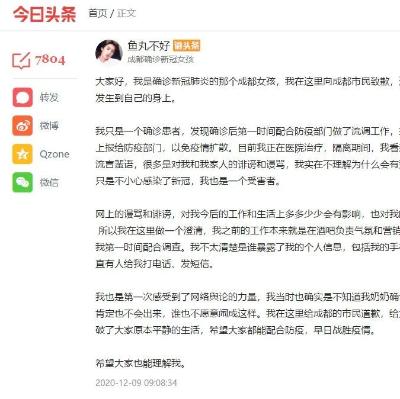 今日头条
首页 / 正文
7804
转发
微博
Qzone
微信
鱼丸不好 微头条
成都确诊新冠女孩
大家好，我是确诊新冠肺炎的那个成都女孩，我在这里向成都市民致歉，
发生到自己的身上。
我只是一个确诊患者，发现确诊后第一时间配合防疫部门做了流调工作，
上报给防疫部门，以免疫情扩散。目前我正在医院治疗，隔离期间，我看
流言蜚语，很多是对我和我家人的诽谤和谩骂，我实在不理解为什么会有
只是不小心感染了新冠，我也是一个受害者。
网上的谩骂和诽谤，对我今后的工作和生活上多多少少会有影响，也对我
所以我在这里做一个澄清，我之前的工作本来就是在酒吧负责气氛和营销
我第一时间配合调查。我不太清楚是谁暴露了我的个人信息，包括我的手
直有人给我打电话、发短信。
我也是第一次感受到了网络舆论的力量，我当时也确实是不知道我奶奶确
肯定也不会出来，谁也不愿意闹成这样。我在这里给成都的市民道歉，给
破了大家原本平静的生活，希望大家都能配合防疫，早日战胜疫情。
希望大家也能理解我。
2020-12-09 09:08:34